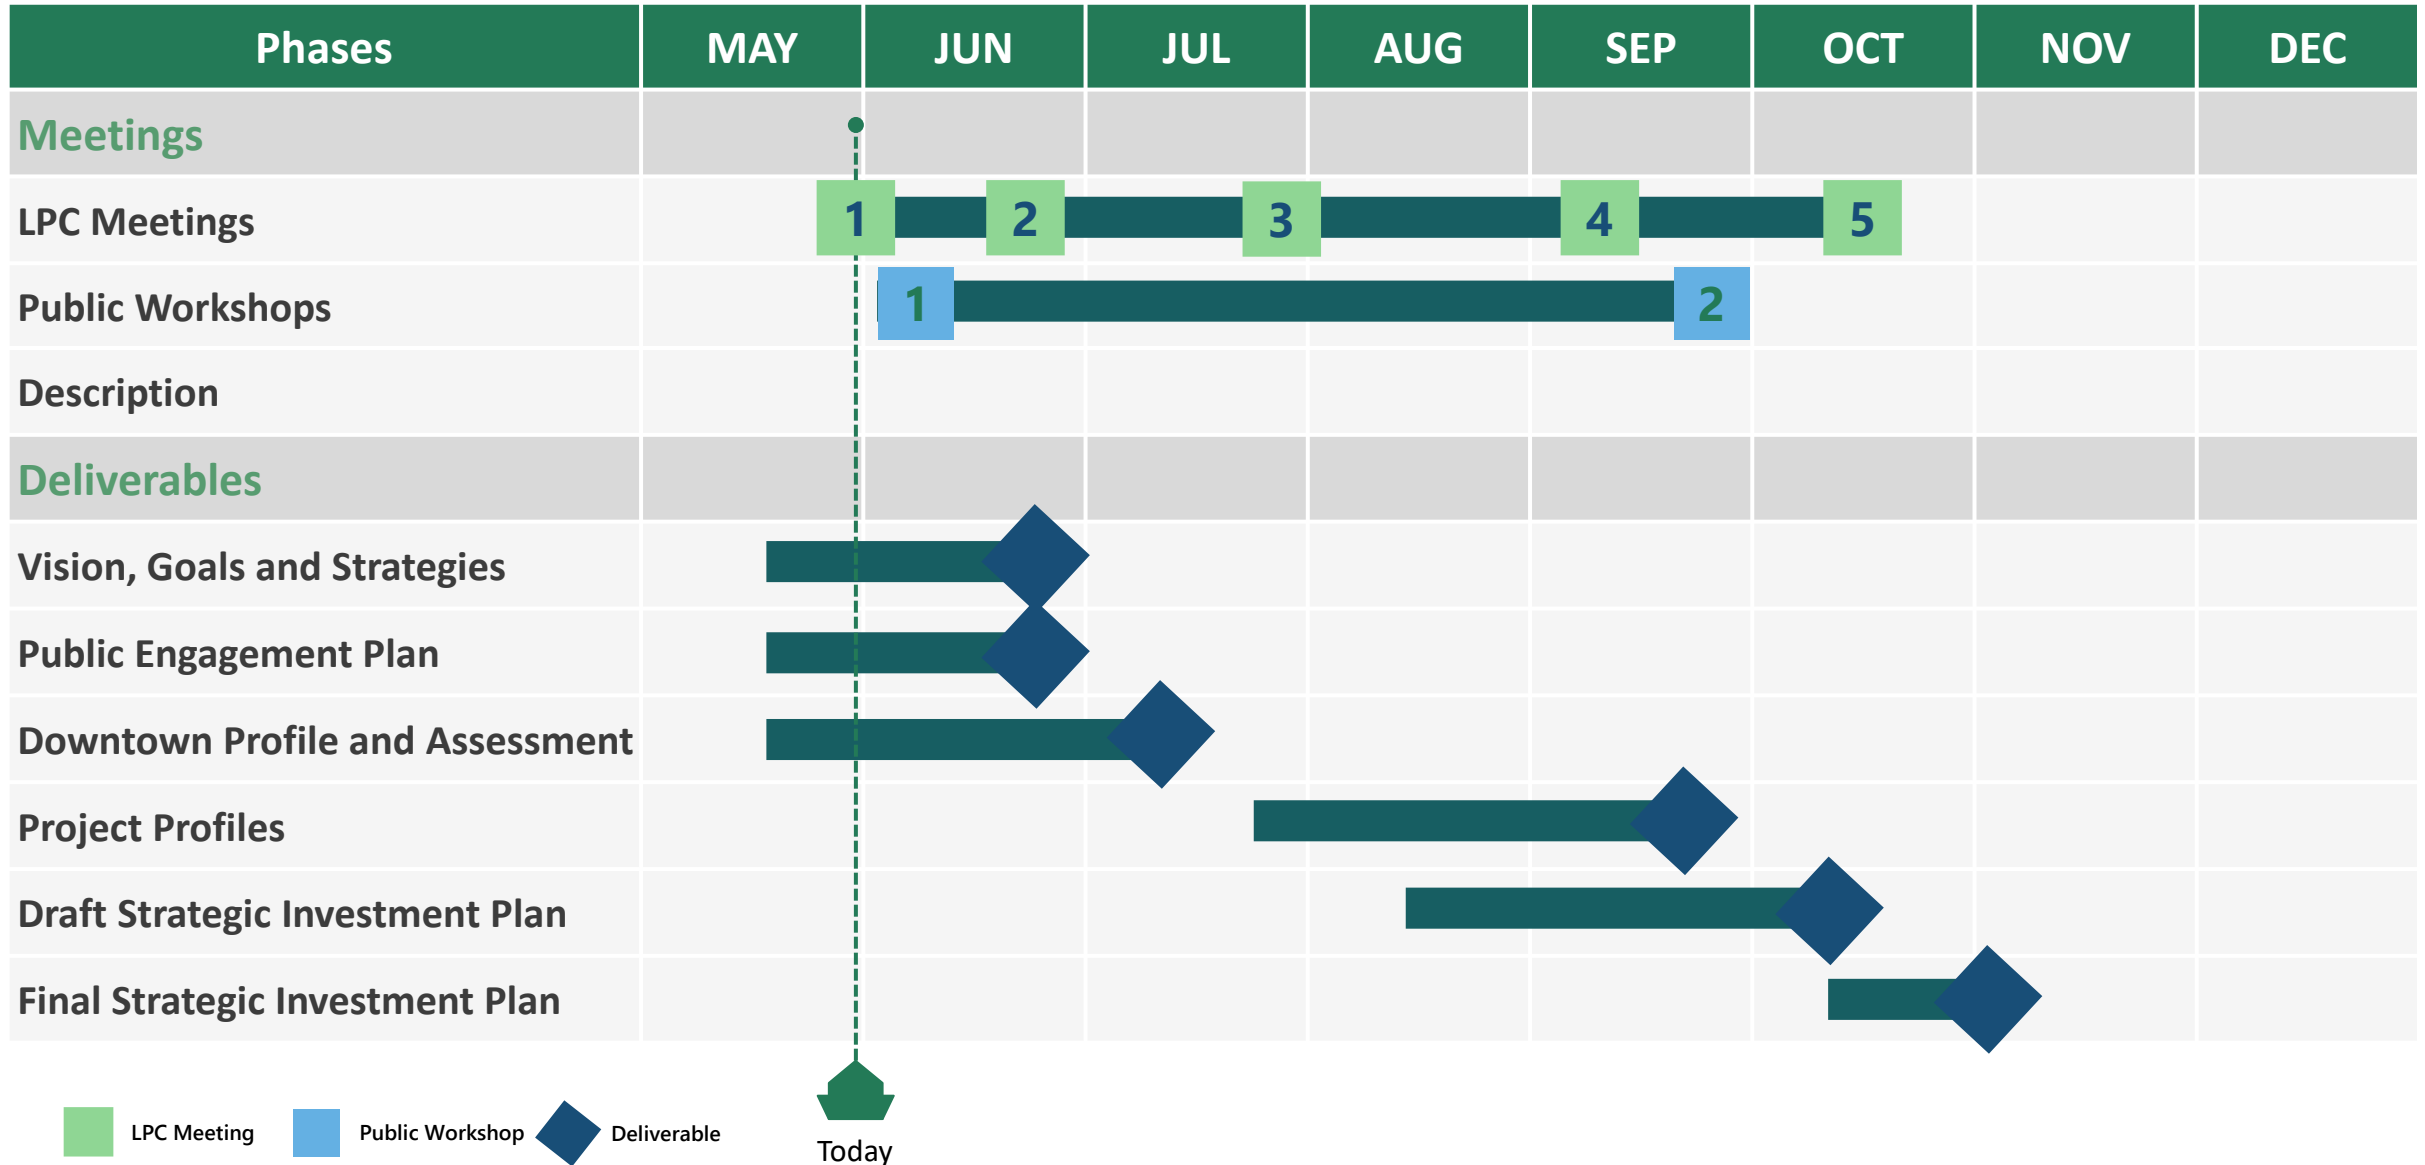 Phases MAY JUN JUL AUG SEP OCT NOV DEC
Meetings
LPC Meetings 1 2 3 4 5
Public Workshops 1 2
Description
Deliverables
Vision, Goals and Strategies
Public Engagement Plan
Downtown Profile and Assessment
Project Profiles
Draft Strategic Investment Plan
Final Strategic Investment Plan
LPC Meeting Public Workshop Deliverable
Today